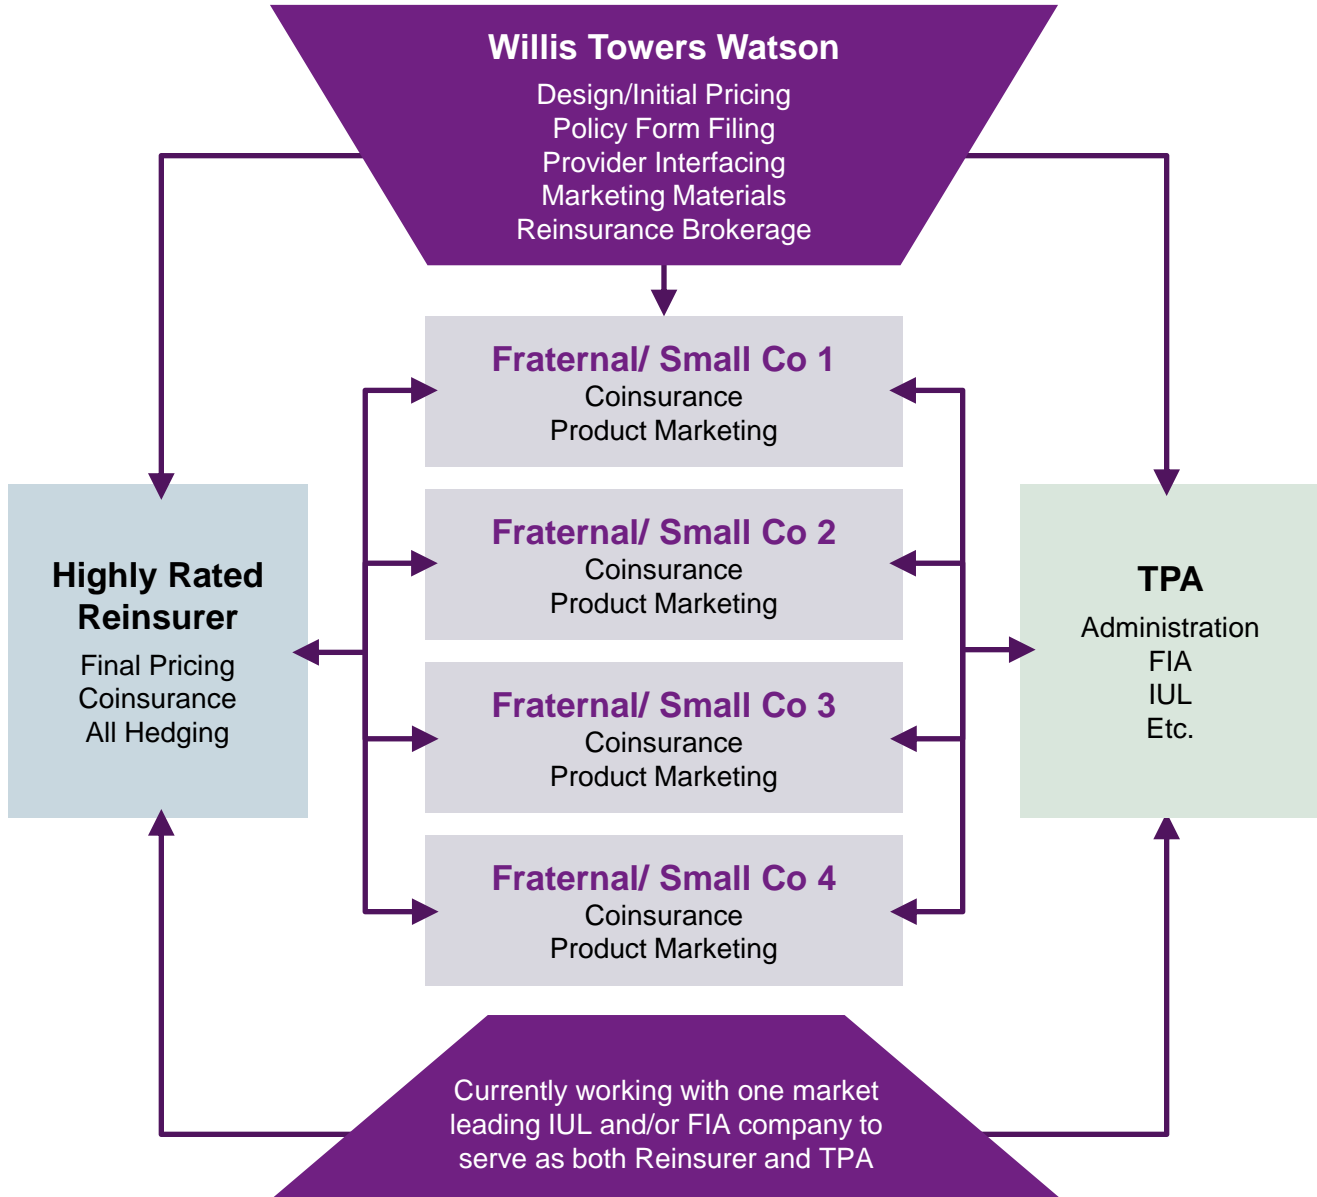 Willis Towers Watson
Design/Initial Pricing
Policy Form Filing
Provider Interfacing
Marketing Materials
Reinsurance Brokerage
Fraternal/ Small Co 1
Coinsurance
Product Marketing
Fraternal/ Small Co 2
Coinsurance
Product Marketing
Highly Rated
Reinsurer
Final Pricing
Coinsurance
All Hedging
TPA
Administration
FIA
IUL
Etc.
Fraternal/ Small Co 3
Coinsurance
Product Marketing
Fraternal/ Small Co 4
Coinsurance
Product Marketing
Currently working with one market
leading IUL and/or FIA company to
serve as both Reinsurer and TPA